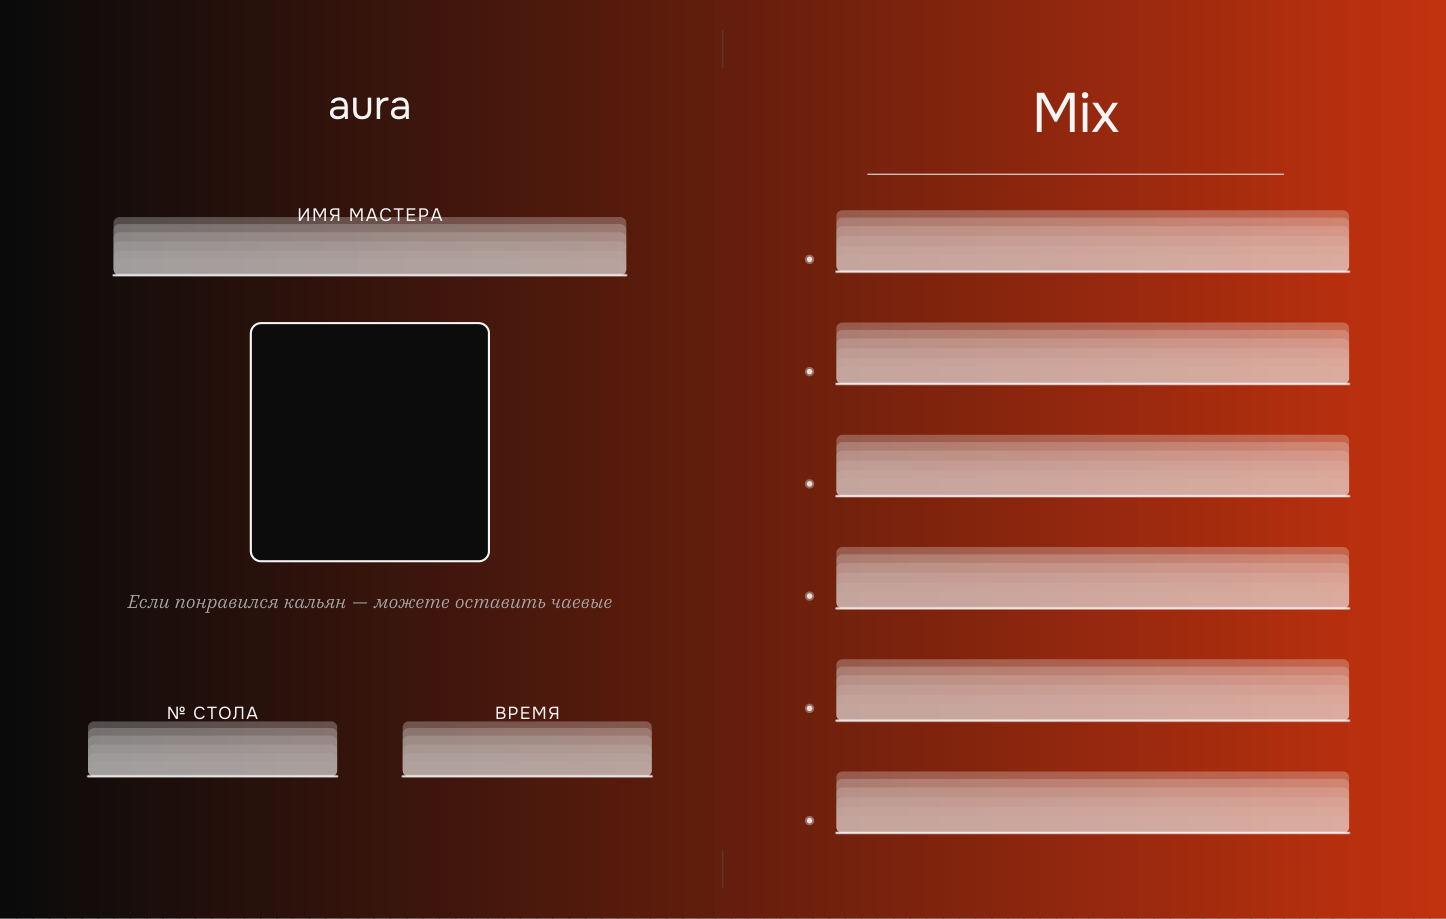 aura
ИМЯ МАСТЕРА
Если понравился кальян — можете оставить чаевые
№ СТОЛА
ВРЕМЯ
Mix